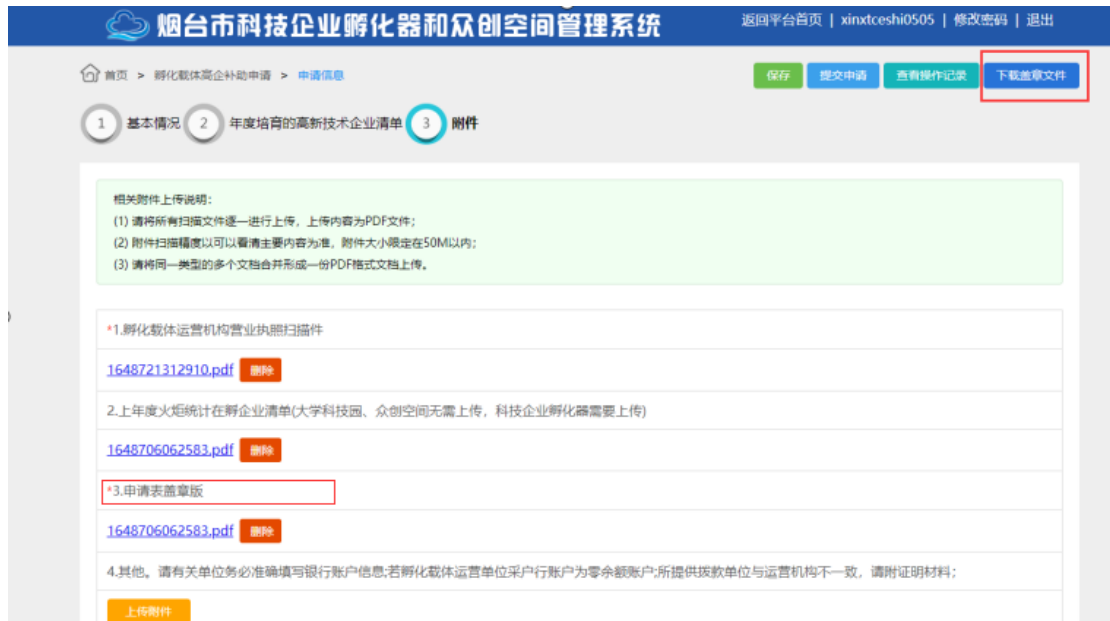 烟台市科技企业孵化器和众创空间管理系统
返回平台首页 | xinxtceshi0505 | 修改密码 | 退出
首页 > 孵化载体高企补助申请 > 申请信息
保存 提交申请 查看操作记录 下载盖章文件
1 基本情况 2 年度培育的高新技术企业清单 3 附件
相关附件上传说明:
(1) 请将所有扫描文件逐一进行上传，上传内容为PDF文件;
(2) 附件扫描精度以可以看清主要内容为准，附件大小限定在50M以内;
(3) 请将同一类型的多个文档合并形成一份PDF格式文档上传。
*1.孵化载体运营机构营业执照扫描件
1648721312910.pdf 删除
2.上年度火炬统计在孵企业清单(大学科技园、众创空间无需上传，科技企业孵化器需要上传)
1648706062583.pdf 删除
*3.申请表盖章版
1648706062583.pdf 删除
4.其他。请有关单位务必准确填写银行账户信息;若孵化载体运营单位采户行账户为零余额账户;所提供拨款单位与运营机构不一致，请附证明材料;
上传附件